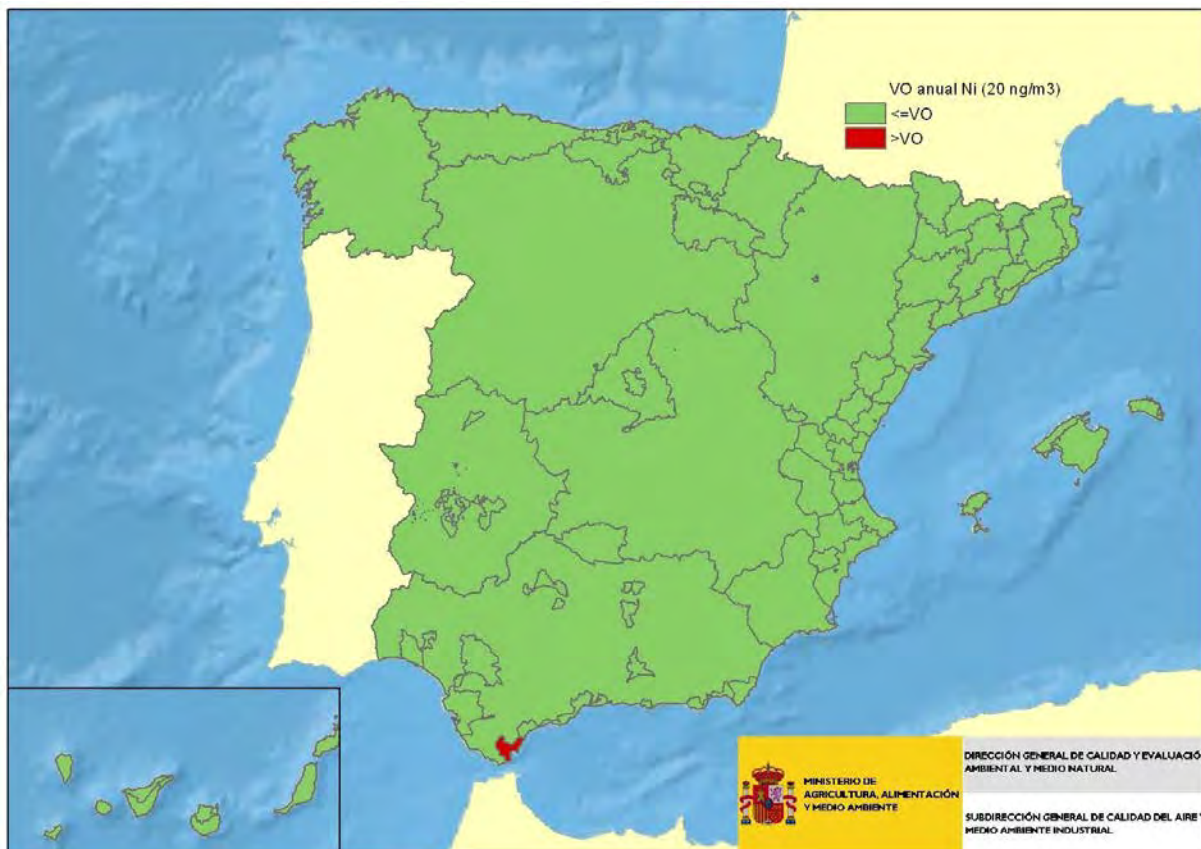 VO anual Ni (20 ng/m3)
<=VO
>VO
MINISTERIO DE
AGRICULTURA, ALIMENTACIÓN
Y MEDIO AMBIENTE
DIRECCIÓN GENERAL DE CALIDAD Y EVALUACIÓ
AMBIENTAL Y MEDIO NATURAL
SUBDIRECCIÓN GENERAL DE CALIDAD DEL AIRE Y
MEDIO AMBIENTE INDUSTRIAL